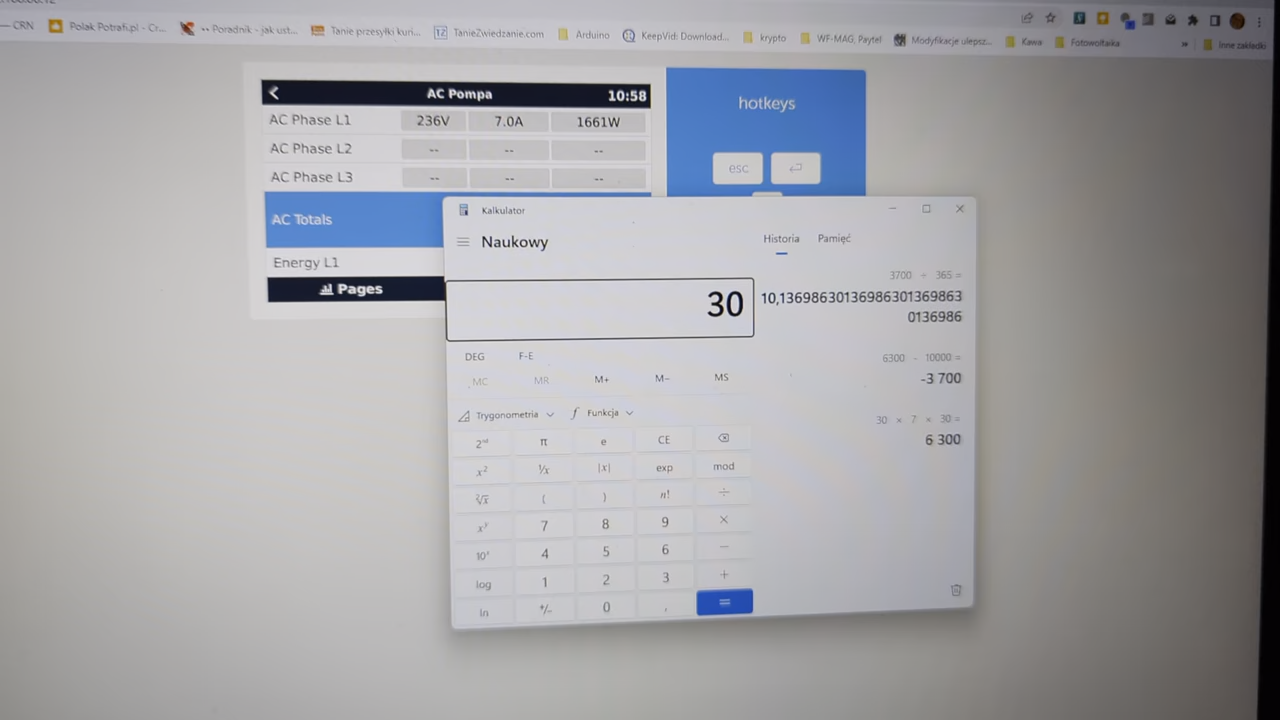 CRN
Polak Potrafi.pl - Cr...
•• Poradnik - jak ust...
Tanie przesyłki kuri...
TanieZwiedzanie.com
Arduino
KeepVid: Download...
krypto
WF-MAG, Paytel
Modyfikacje ulepsz...
Kawa
Fotowoltaika
»
Inne zakładki
AC Pompa 10:58
AC Phase L1 236V 7.0A 1661W
AC Phase L2 -- -- --
AC Phase L3 -- -- --
AC Totals
Energy L1
Pages
hotkeys
esc
Kalkulator
Naukowy
30
DEG F-E
MC MR M+ M- MS
Trygonometria f Funkcja
2ⁿᵈ π e CE
x² ¹/x |x| exp mod
²√x ( ) n! ÷
xʸ 7 8 9 ×
10ˣ 4 5 6 −
log 1 2 3 +
ln +/- 0 , =
Historia Pamięć
3700 ÷ 365 =
10,13698630136986301369863
0136986
6300 - 10000 =
-3 700
30 × 7 × 30 =
6 300